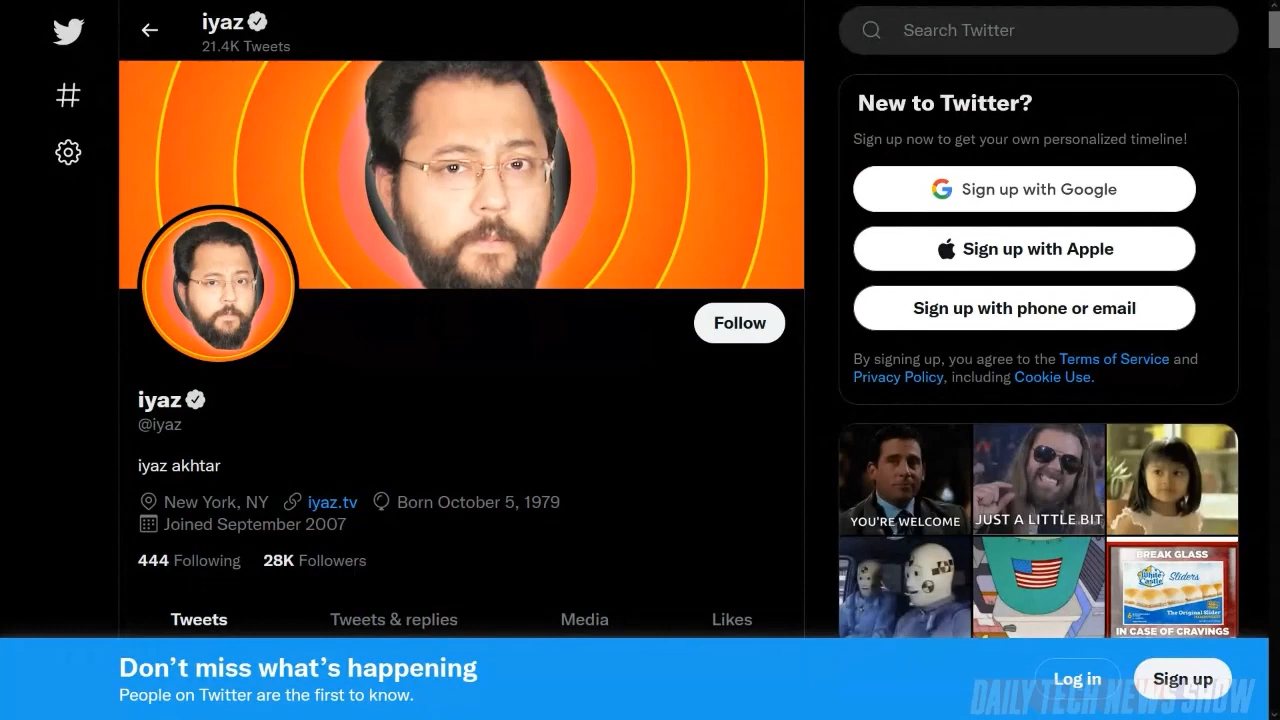 iyaz
21.4K Tweets
Search Twitter
New to Twitter?
Sign up now to get your own personalized timeline!
Sign up with Google
Sign up with Apple
Sign up with phone or email
By signing up, you agree to the Terms of Service and
Privacy Policy, including Cookie Use.
Follow
iyaz
@iyaz
iyaz akhtar
New York, NY iyaz.tv Born October 5, 1979
Joined September 2007
444 Following 28K Followers
Tweets Tweets & replies Media Likes
YOU'RE WELCOME
JUST A LITTLE BIT
BREAK GLASS
White Castle
Sliders
The Original Slider
IN CASE OF CRAVINGS
Don't miss what's happening
People on Twitter are the first to know.
Log in
Sign up
DAILY TECH NEWS SHOW